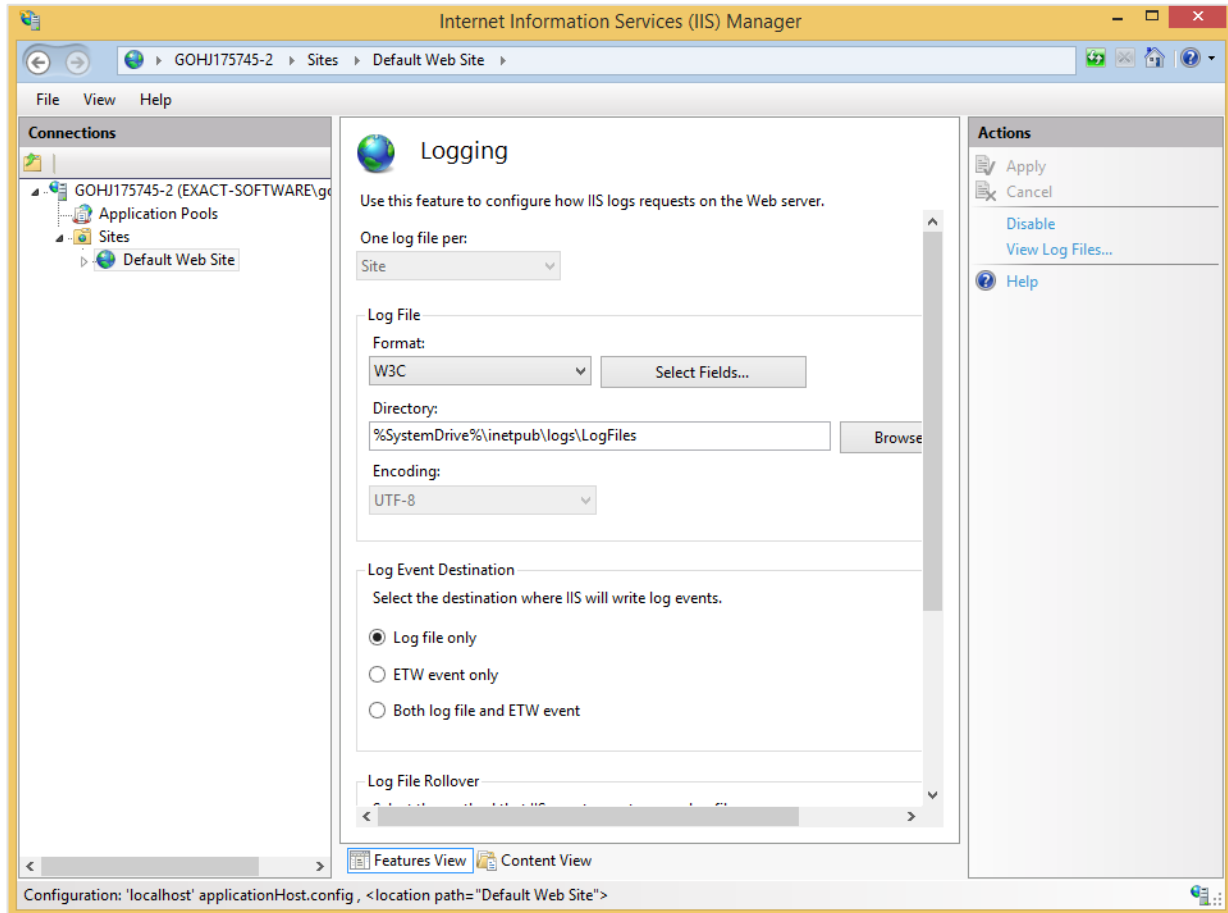 Internet Information Services (IIS) Manager
GOHJ175745-2 Sites Default Web Site
File View Help
Connections
GOHJ175745-2 (EXACT-SOFTWARE\go
Application Pools
Sites
Default Web Site
Logging
Use this feature to configure how IIS logs requests on the Web server.
One log file per:
Site
Log File
Format:
W3C
Select Fields...
Directory:
%SystemDrive%\inetpub\logs\LogFiles
Browse
Encoding:
UTF-8
Log Event Destination
Select the destination where IIS will write log events.
Log file only
ETW event only
Both log file and ETW event
Log File Rollover
Features View Content View
Actions
Apply
Cancel
Disable
View Log Files...
Help
Configuration: 'localhost' applicationHost.config , <location path="Default Web Site">